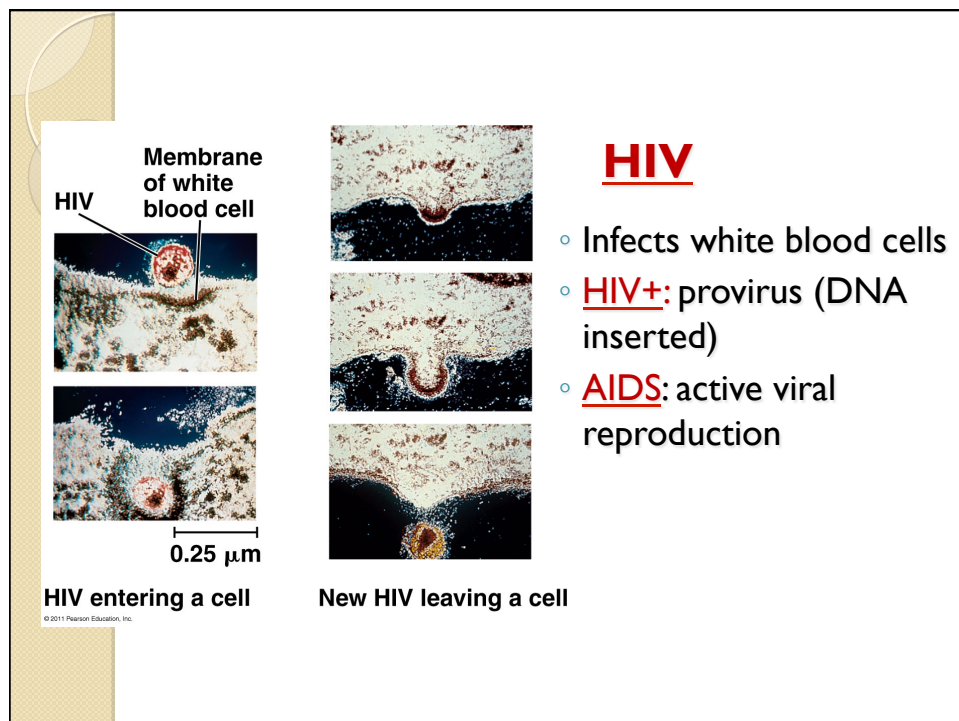 Membrane
of white
blood cell
HIV
0.25 μm
HIV entering a cell
© 2011 Pearson Education, Inc.
New HIV leaving a cell
HIV
◦ Infects white blood cells
◦ HIV+: provirus (DNA
inserted)
◦ AIDS: active viral
reproduction